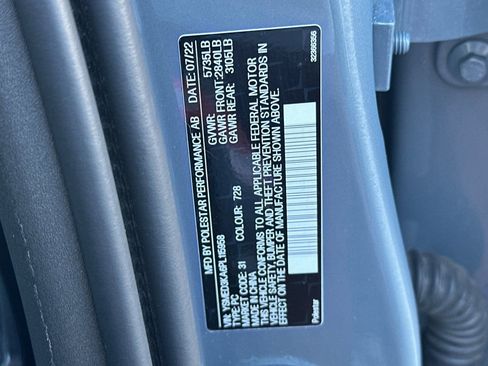 MFD BY POLESTAR PERFORMANCE AB DATE: 07/22
GVWR: 5735LB
GAWR FRONT:2840LB
GAWR REAR: 3105LB
TYPE: PC
MARKET CODE: 31 COLOUR: 728
MADE IN CHINA
THIS VEHICLE CONFORMS TO ALL APPLICABLE FEDERAL MOTOR
VEHICLE SAFETY, BUMPER AND THEFT PREVENTION STANDARDS IN
EFFECT ON THE DATE OF MANUFACTURE SHOWN ABOVE.
Polestar